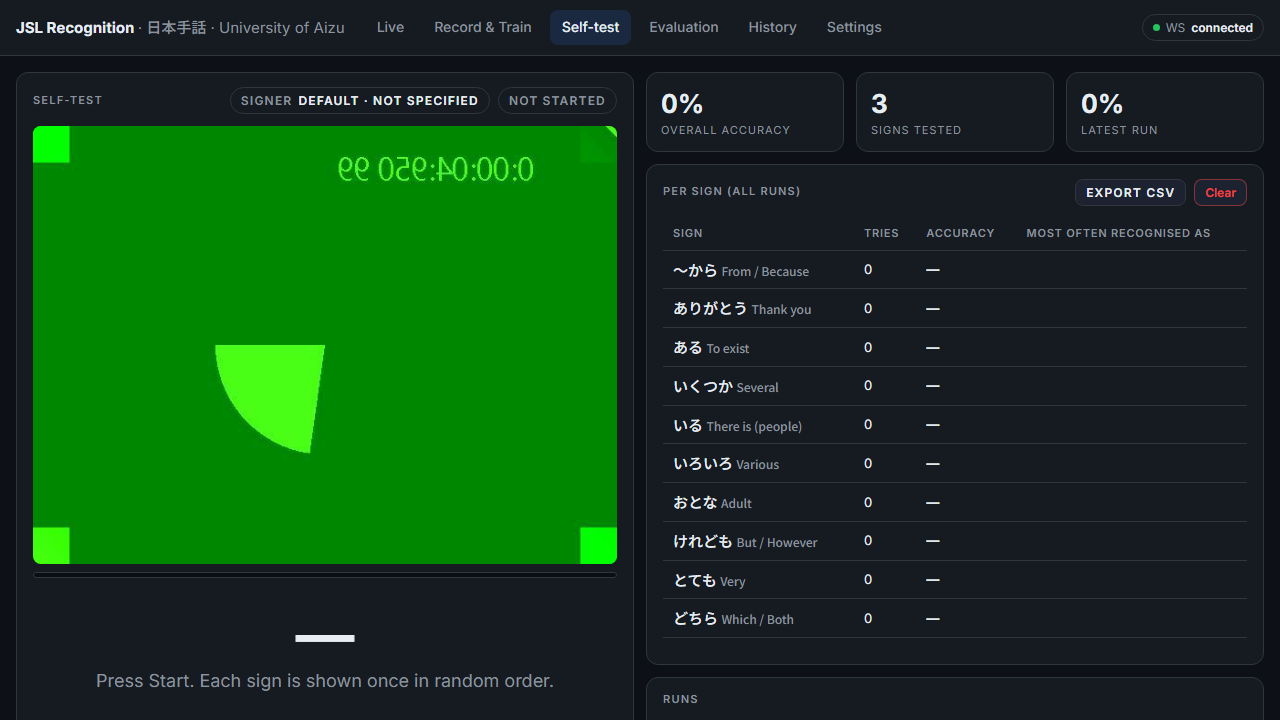 JSL Recognition · 日本手話 · University of Aizu
Live
Record & Train
Self-test
Evaluation
History
Settings
WS connected
SELF-TEST
SIGNER DEFAULT · NOT SPECIFIED
NOT STARTED
0:00:04:950 99
Press Start. Each sign is shown once in random order.
0%
OVERALL ACCURACY
3
SIGNS TESTED
0%
LATEST RUN
PER SIGN (ALL RUNS)
EXPORT CSV
Clear
SIGN TRIES ACCURACY MOST OFTEN RECOGNISED AS
〜から From / Because 0 —
ありがとう Thank you 0 —
ある To exist 0 —
いくつか Several 0 —
いる There is (people) 0 —
いろいろ Various 0 —
おとな Adult 0 —
けれども But / However 0 —
とても Very 0 —
どちら Which / Both 0 —
RUNS